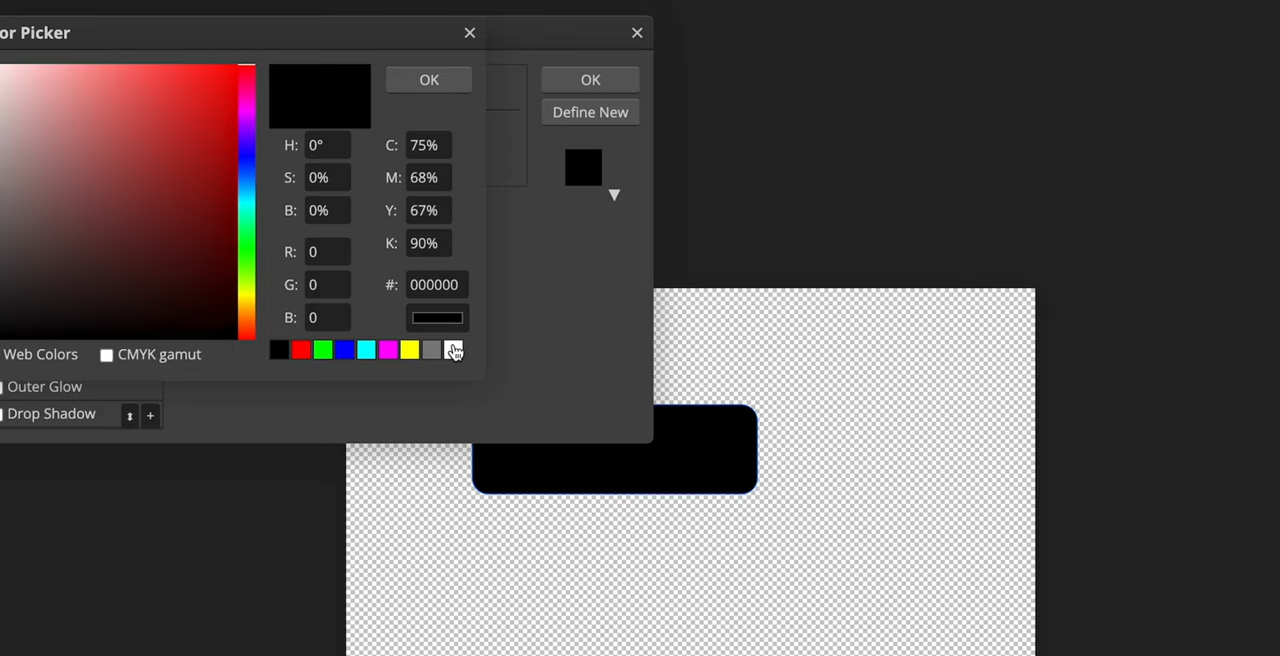 or Picker
OK
OK
Define New
H: 0° C: 75%
S: 0% M: 68%
B: 0% Y: 67%
K: 90%
R: 0
G: 0 #: 000000
B: 0
Web Colors CMYK gamut
Outer Glow
Drop Shadow +